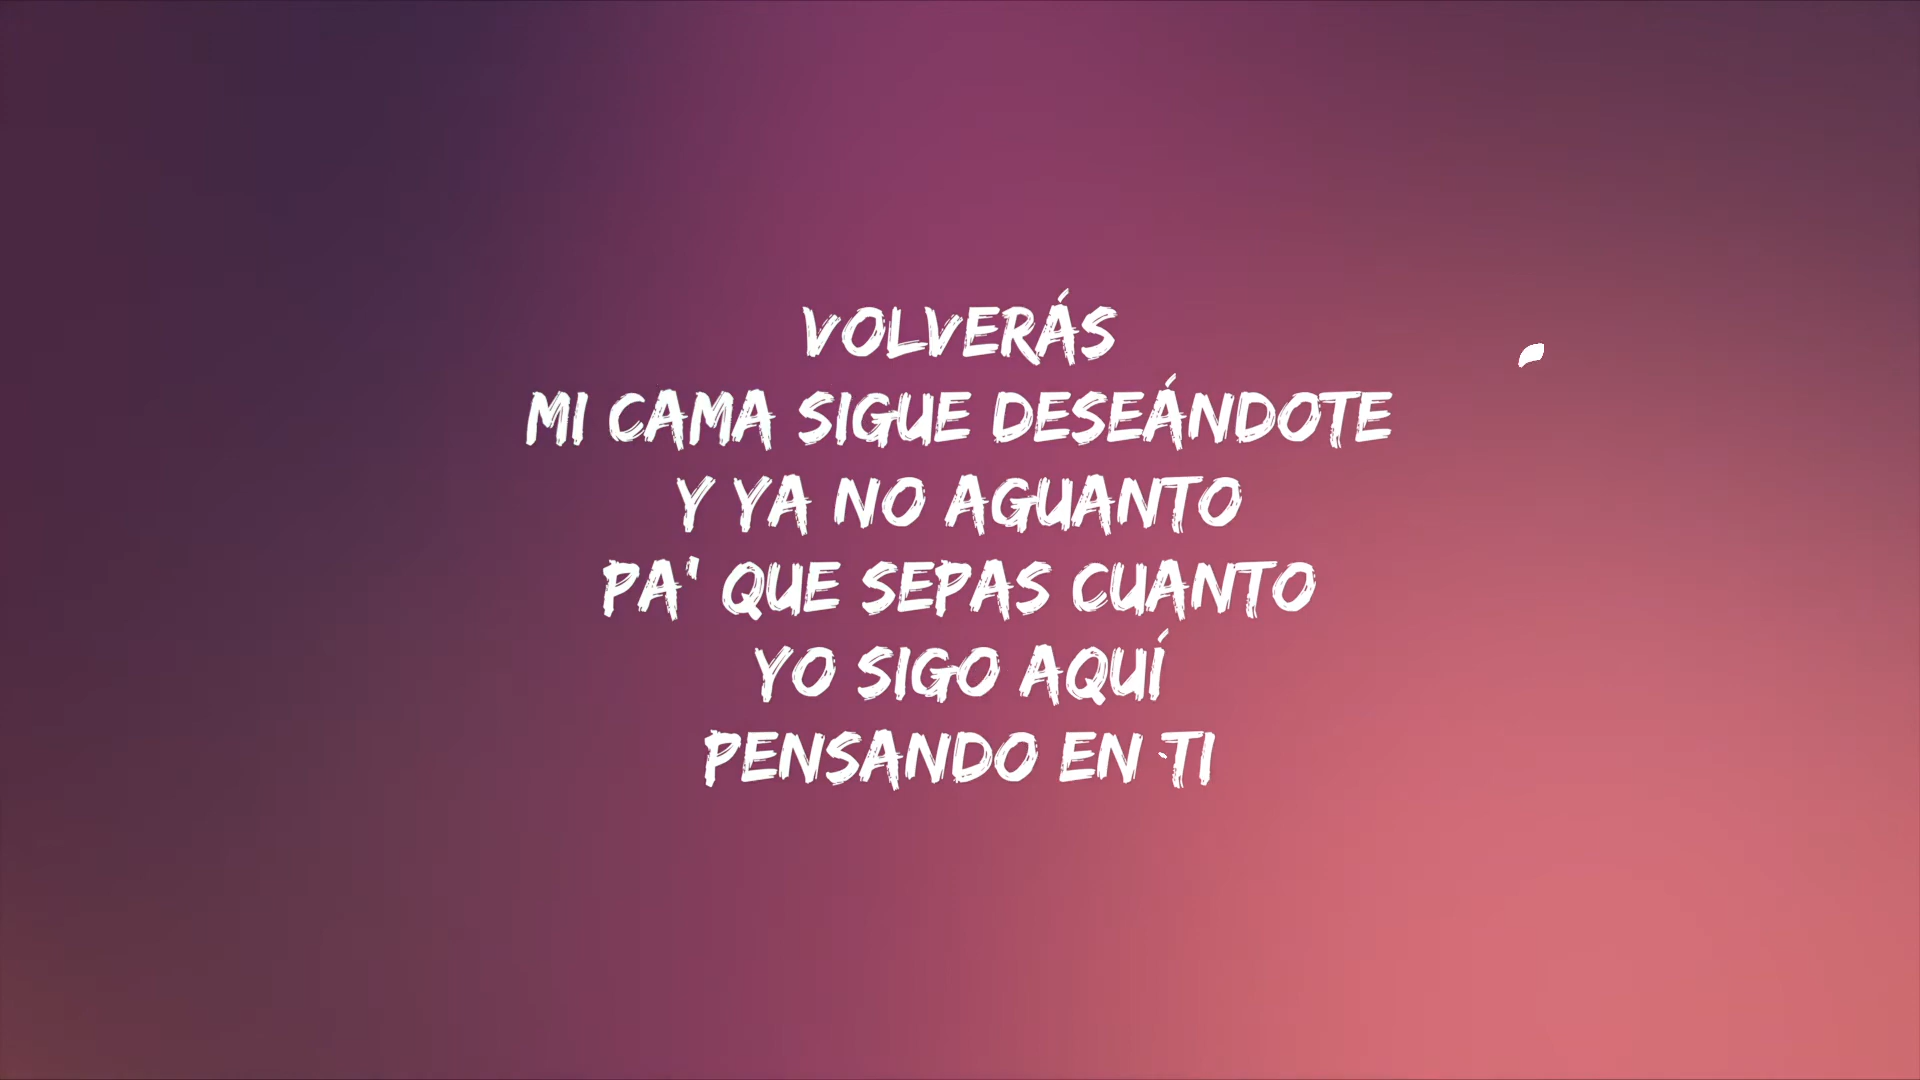 VOLVERÁS
MI CAMA SIGUE DESEÁNDOTE
Y YA NO AGUANTO
PA' QUE SEPAS CUANTO
YO SIGO AQUÍ
PENSANDO EN TI